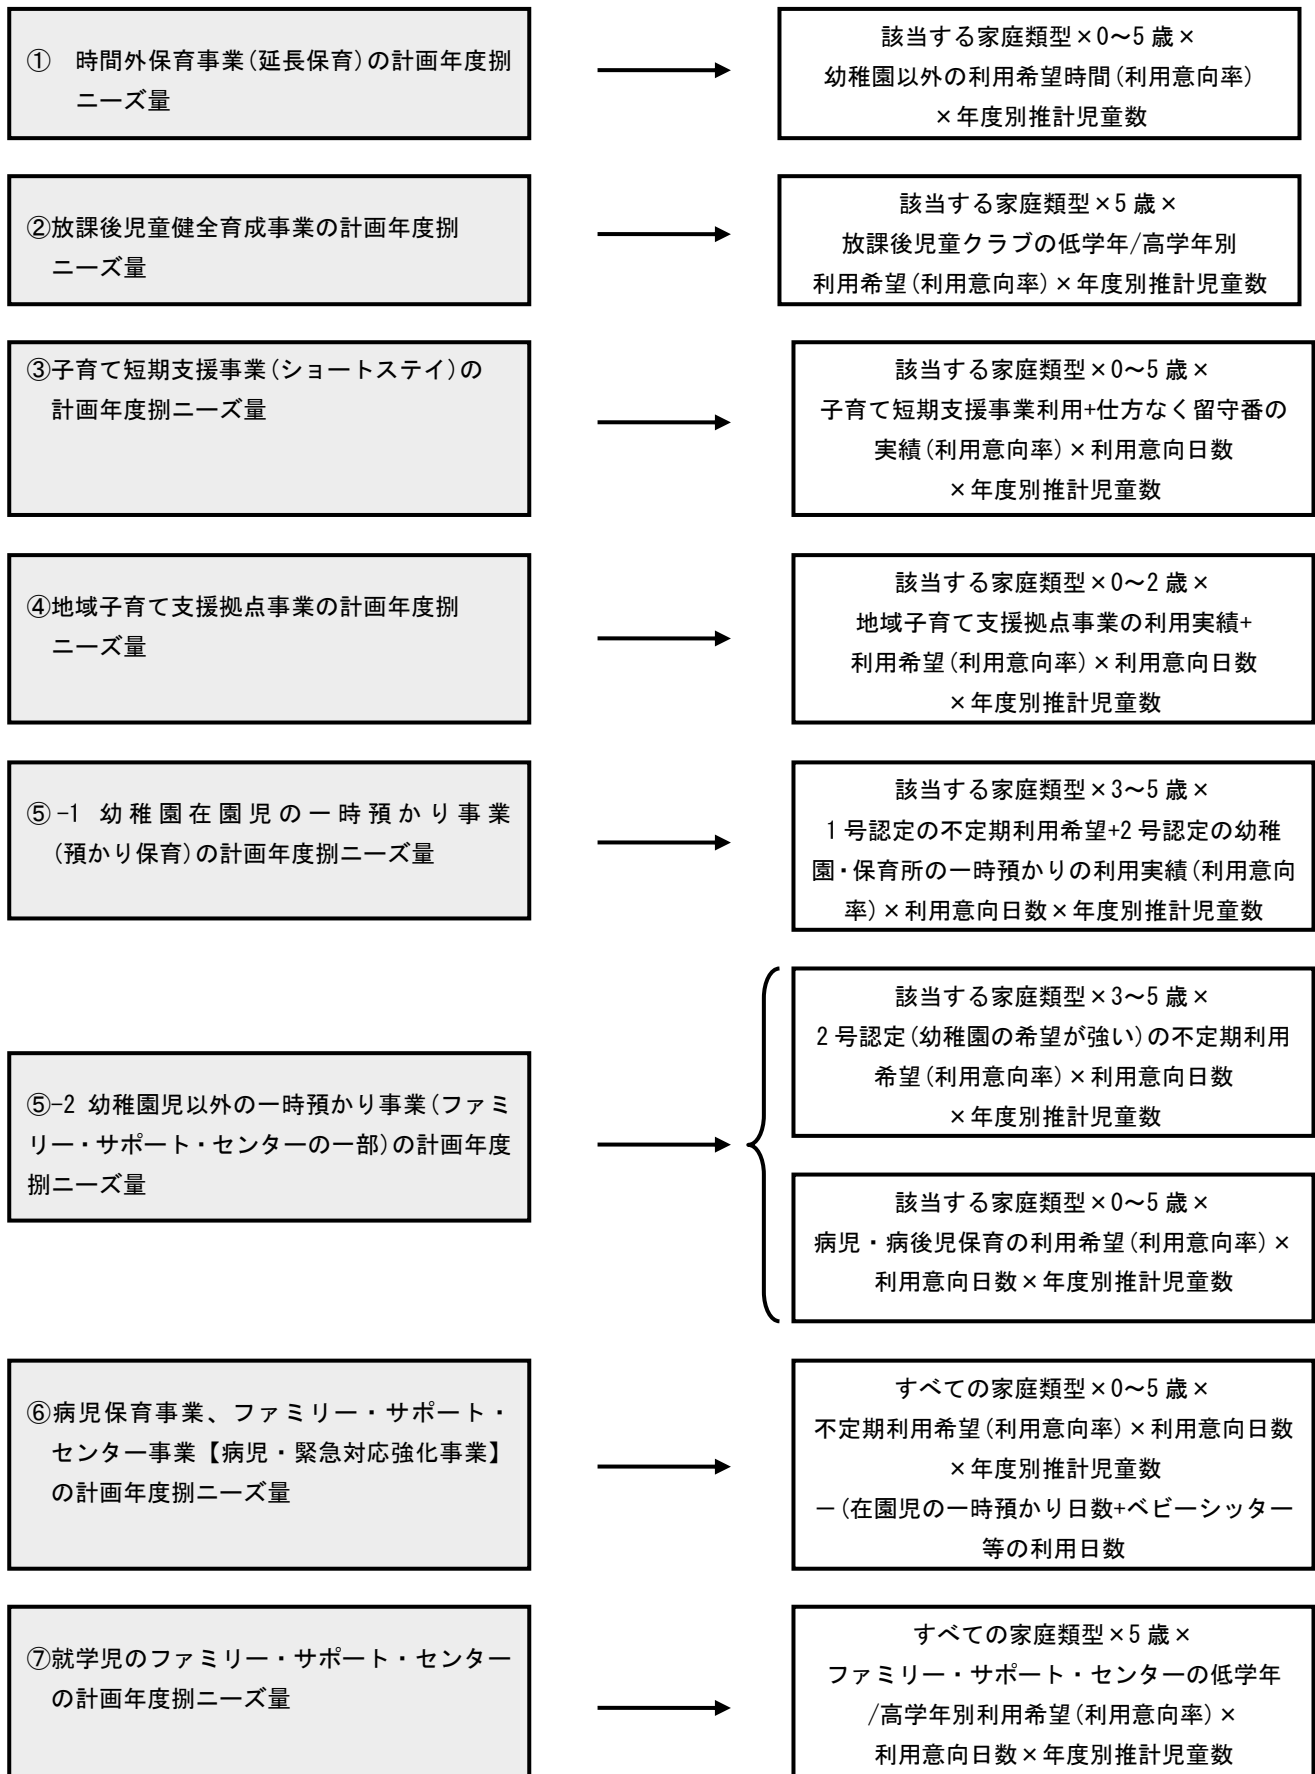 ① 時間外保育事業(延長保育)の計画年度捌
ニーズ量
該当する家庭類型×0～5歳×
幼稚園以外の利用希望時間(利用意向率)
×年度別推計児童数
②放課後児童健全育成事業の計画年度捌
ニーズ量
該当する家庭類型×5歳×
放課後児童クラブの低学年/高学年別
利用希望(利用意向率)×年度別推計児童数
③子育て短期支援事業(ショートステイ)の
計画年度捌ニーズ量
該当する家庭類型×0～5歳×
子育て短期支援事業利用+仕方なく留守番の
実績(利用意向率)×利用意向日数
×年度別推計児童数
④地域子育て支援拠点事業の計画年度捌
ニーズ量
該当する家庭類型×0～2歳×
地域子育て支援拠点事業の利用実績+
利用希望(利用意向率)×利用意向日数
×年度別推計児童数
⑤-1 幼稚園在園児の一時預かり事業
(預かり保育)の計画年度捌ニーズ量
該当する家庭類型×3～5歳×
1号認定の不定期利用希望+2号認定の幼稚
園・保育所の一時預かりの利用実績(利用意向
率)×利用意向日数×年度別推計児童数
⑤-2 幼稚園児以外の一時預かり事業(ファミ
リー・サポート・センターの一部)の計画年度
捌ニーズ量
該当する家庭類型×3～5歳×
2号認定(幼稚園の希望が強い)の不定期利用
希望(利用意向率)×利用意向日数
×年度別推計児童数
該当する家庭類型×0～5歳×
病児・病後児保育の利用希望(利用意向率)×
利用意向日数×年度別推計児童数
⑥病児保育事業、ファミリー・サポート・
センター事業【病児・緊急対応強化事業】
の計画年度捌ニーズ量
すべての家庭類型×0～5歳×
不定期利用希望(利用意向率)×利用意向日数
×年度別推計児童数
－(在園児の一時預かり日数+ベビーシッター
等の利用日数
⑦就学児のファミリー・サポート・センター
の計画年度捌ニーズ量
すべての家庭類型×5歳×
ファミリー・サポート・センターの低学年
/高学年別利用希望(利用意向率)×
利用意向日数×年度別推計児童数